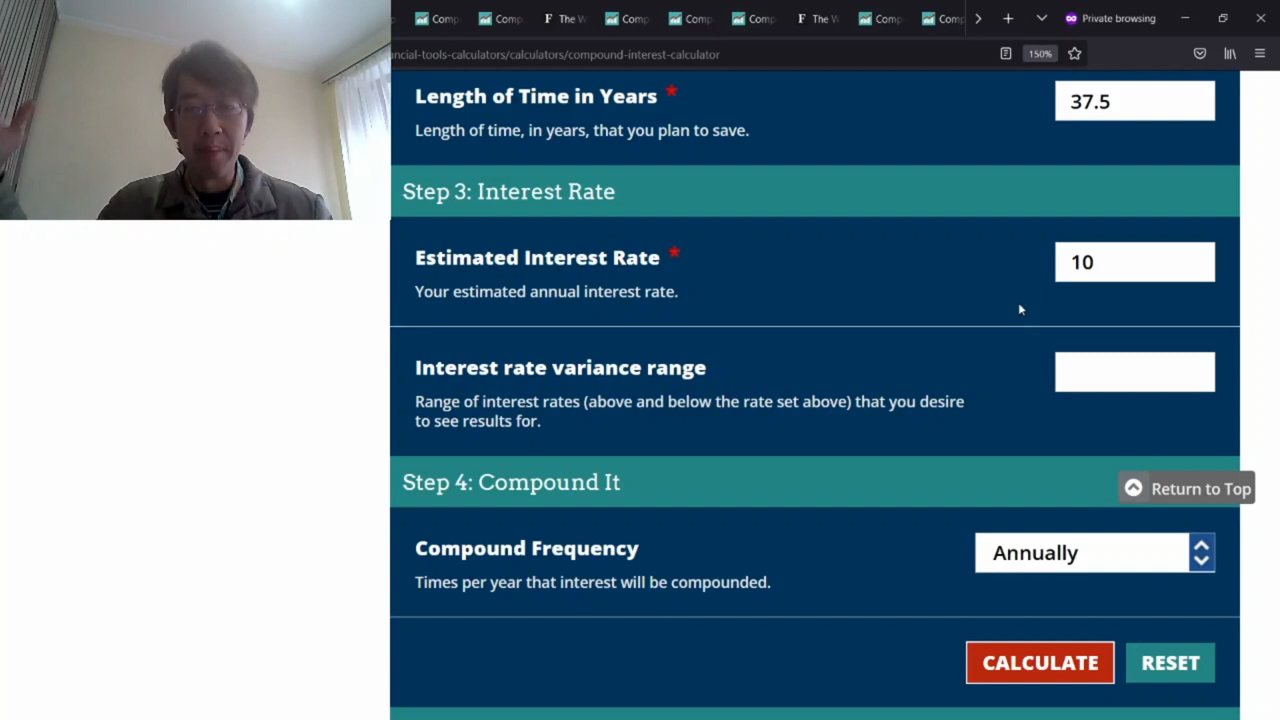 Comp
Comp
F The W
Comp
Comp
Comp
F The W
Comp
Comp
Private browsing
ncial-tools-calculators/calculators/compound-interest-calculator
150%
Length of Time in Years *
37.5
Length of time, in years, that you plan to save.
Step 3: Interest Rate
Estimated Interest Rate *
10
Your estimated annual interest rate.
Interest rate variance range
Range of interest rates (above and below the rate set above) that you desire
to see results for.
Step 4: Compound It
Return to Top
Compound Frequency
Annually
Times per year that interest will be compounded.
CALCULATE
RESET